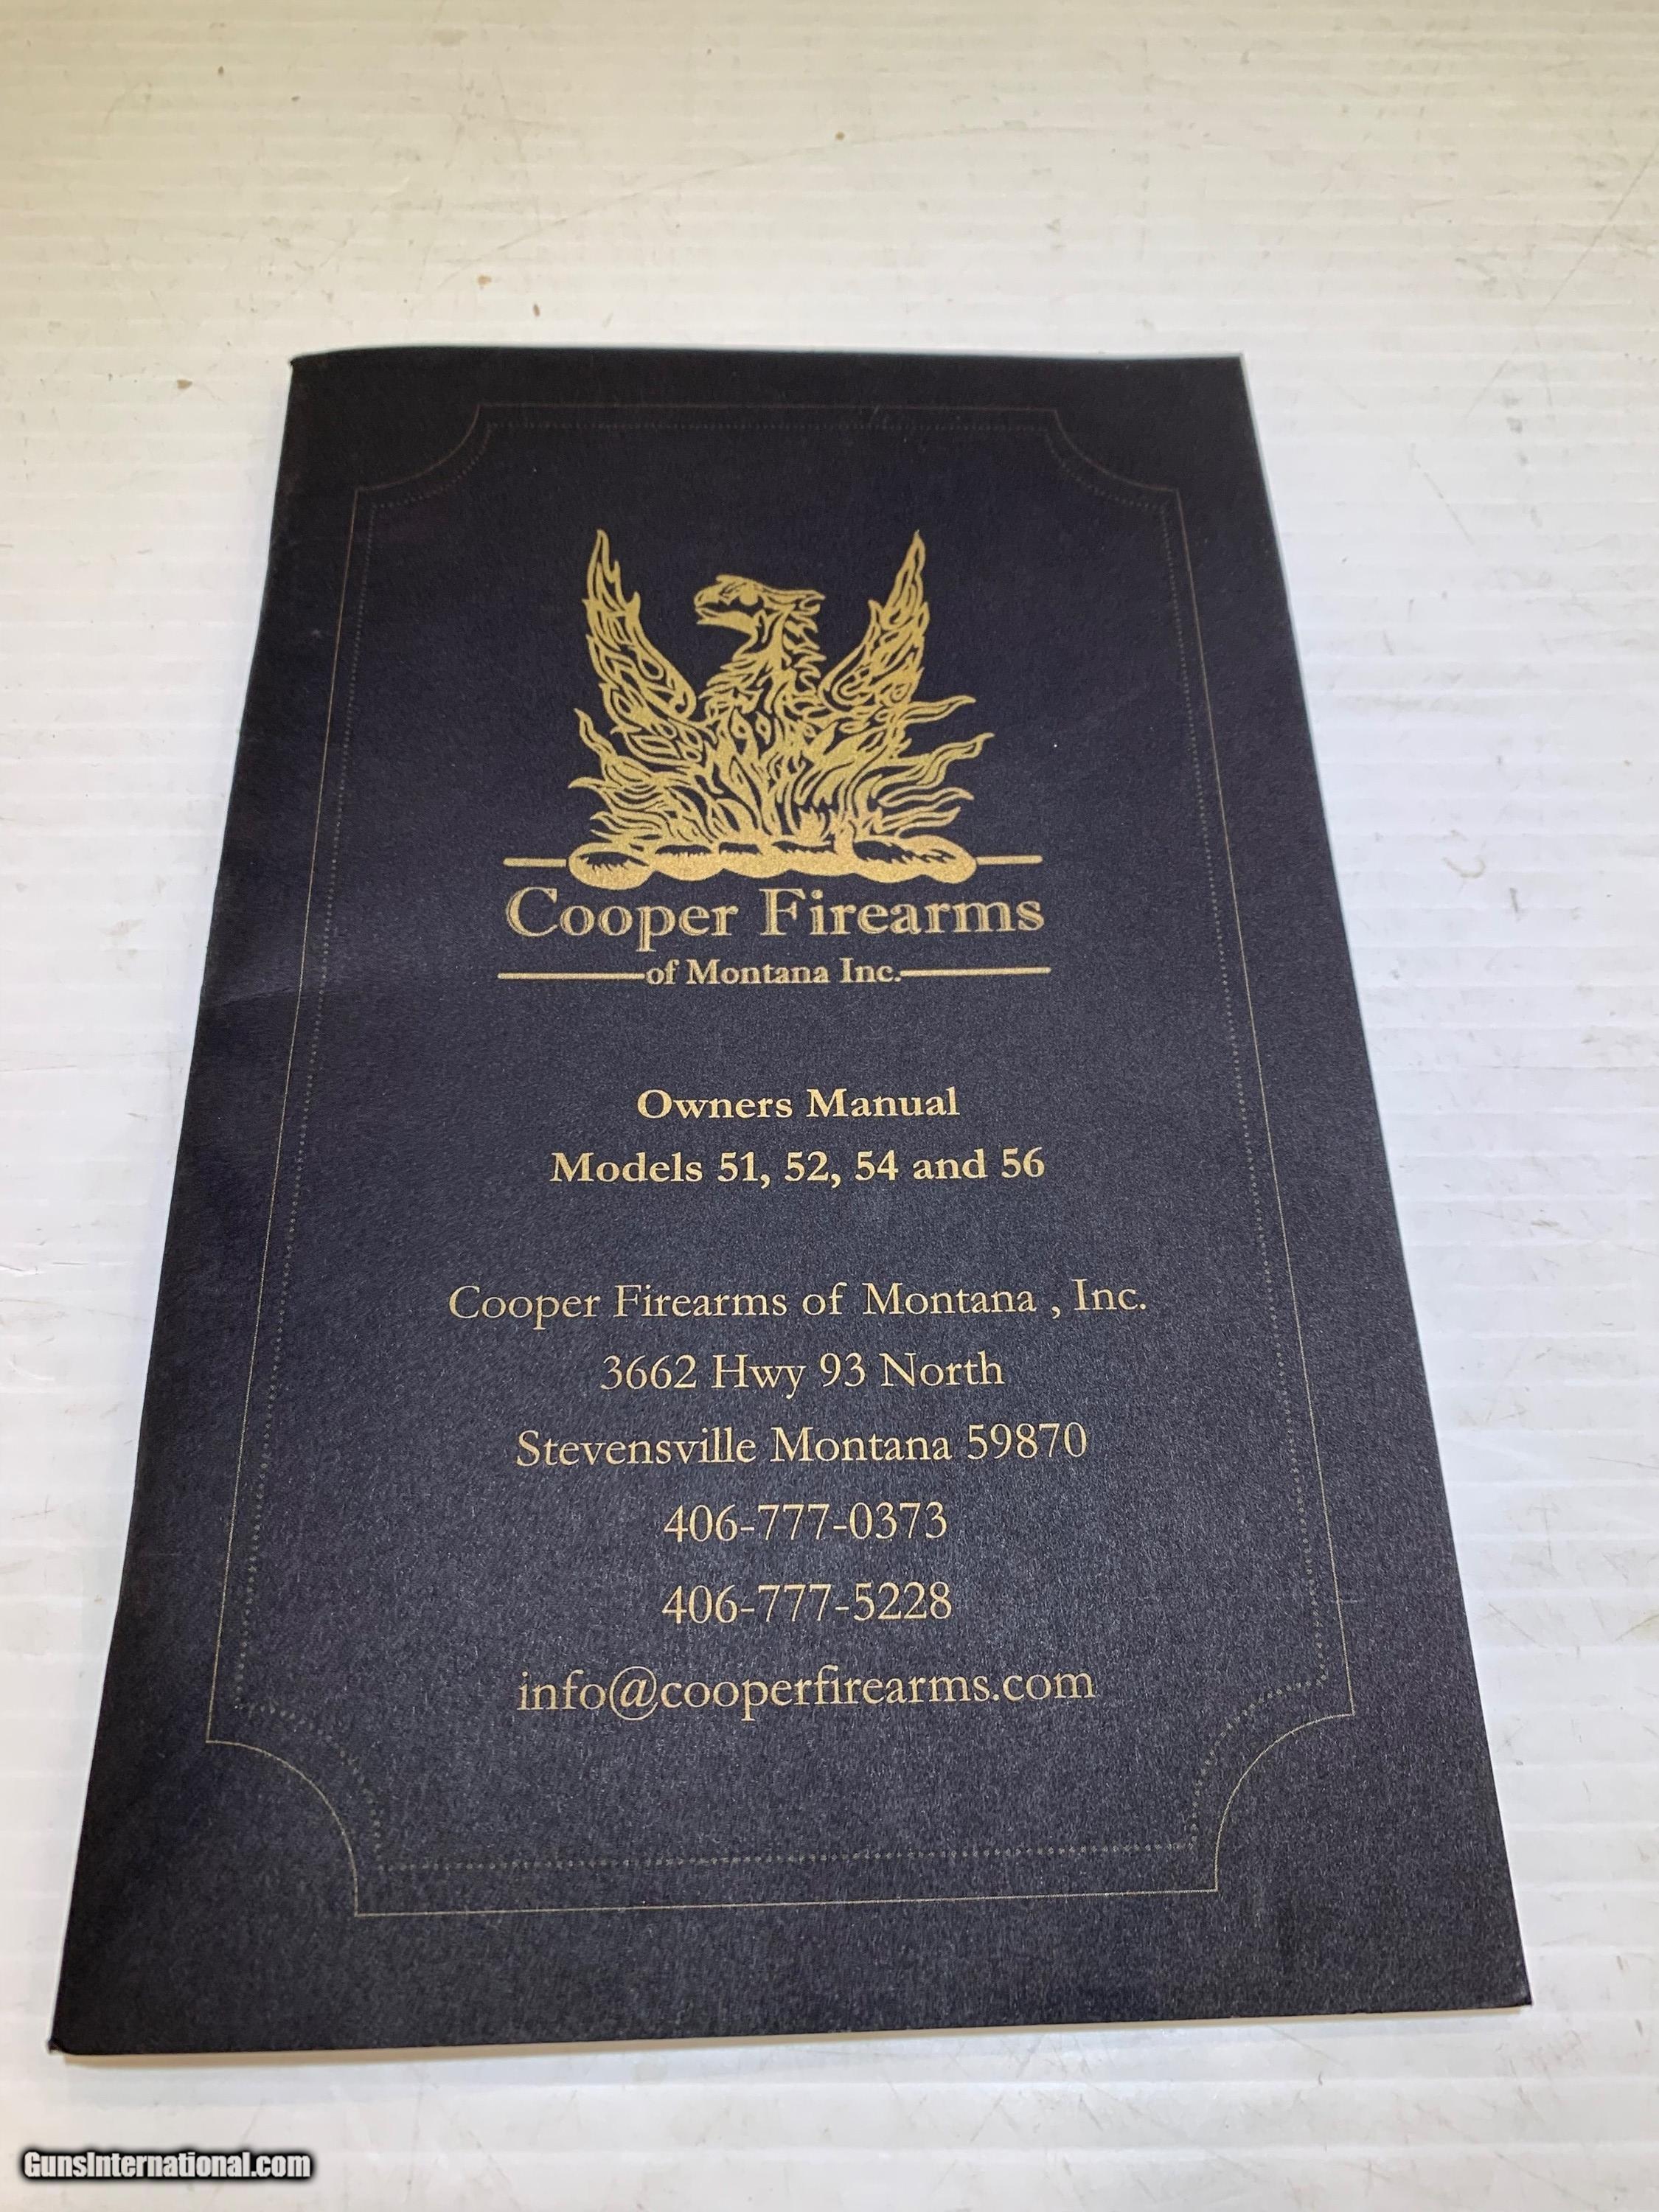 Cooper Firearms
of Montana Inc.
Owners Manual
Models 51, 52, 54 and 56
Cooper Firearms of Montana , Inc.
3662 Hwy 93 North
Stevensville Montana 59870
406-777-0373
406-777-5228
info@cooperfirearms.com
GunsInternational.com